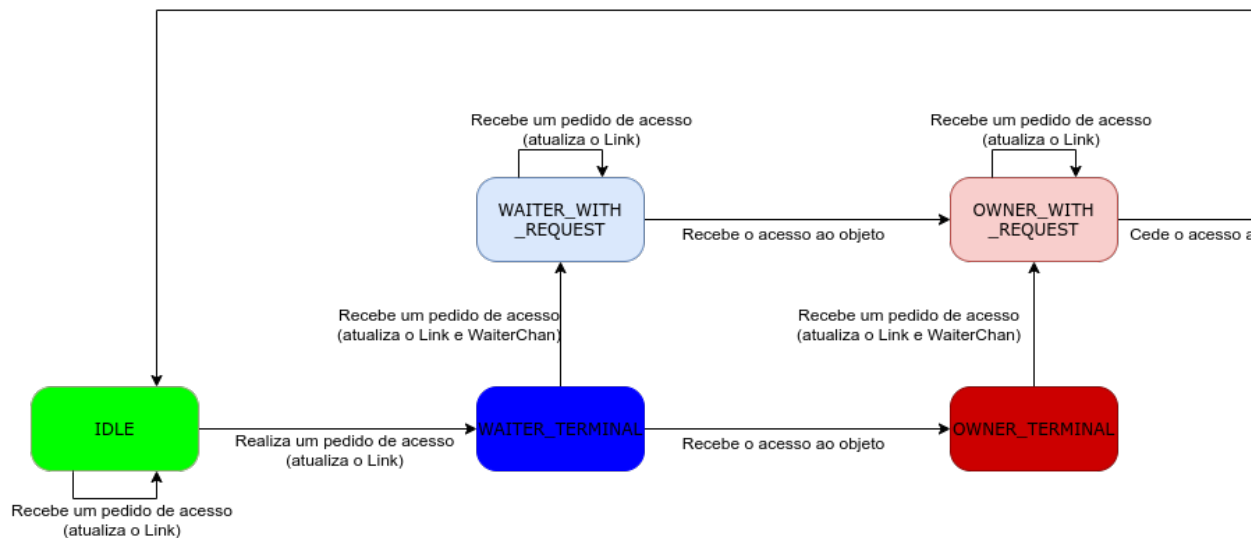 Recebe um pedido de acesso
(atualiza o Link)
Recebe um pedido de acesso
(atualiza o Link)
WAITER_WITH
_REQUEST
Recebe o acesso ao objeto
OWNER_WITH
_REQUEST
Cede o acesso a
Recebe um pedido de acesso
(atualiza o Link e WaiterChan)
Recebe um pedido de acesso
(atualiza o Link e WaiterChan)
IDLE
Realiza um pedido de acesso
(atualiza o Link)
WAITER_TERMINAL
Recebe o acesso ao objeto
OWNER_TERMINAL
Recebe um pedido de acesso
(atualiza o Link)